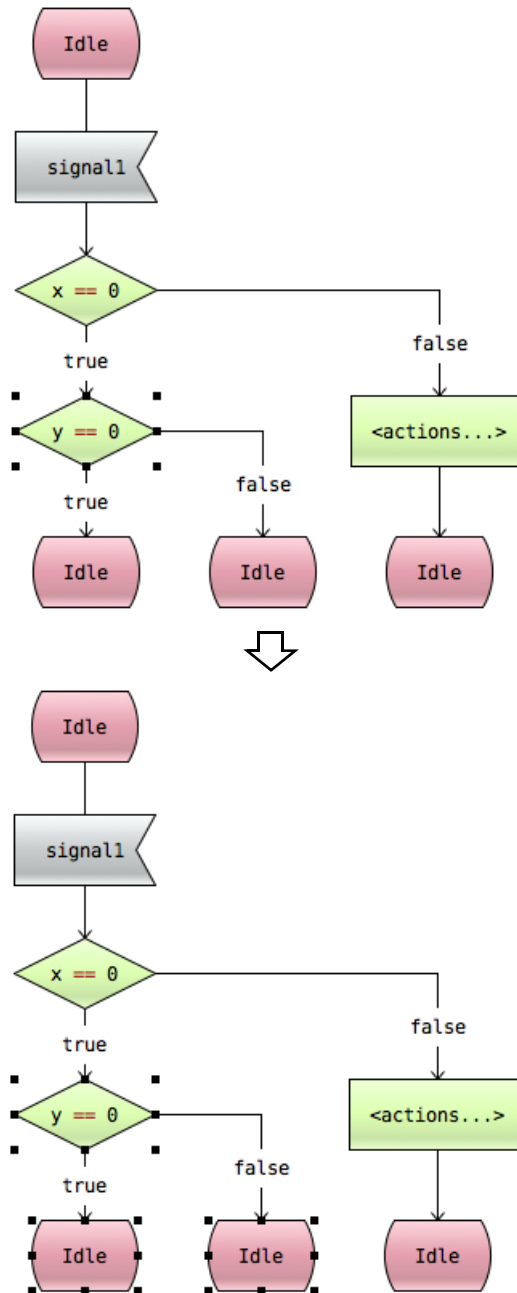 Idle
signal1
x == 0
true
false
y == 0
<actions...>
true
false
Idle
Idle
Idle
Idle
signal1
x == 0
true
false
y == 0
<actions...>
true
false
Idle
Idle
Idle